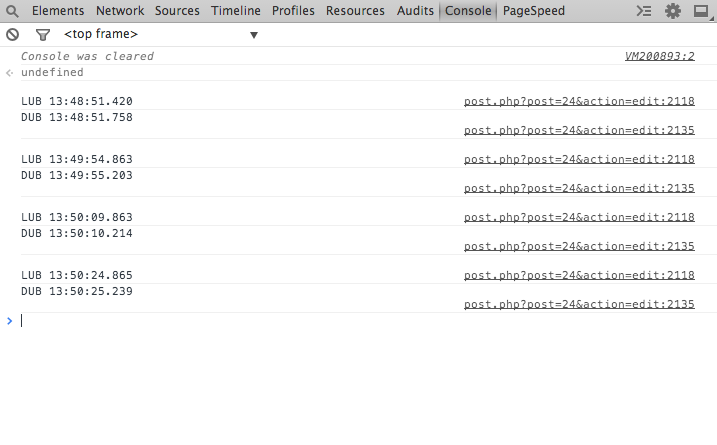 Elements Network Sources Timeline Profiles Resources Audits Console PageSpeed
<top frame>
Console was cleared VM200893:2
undefined
LUB 13:48:51.420 post.php?post=24&action=edit:2118
DUB 13:48:51.758
post.php?post=24&action=edit:2135
LUB 13:49:54.863 post.php?post=24&action=edit:2118
DUB 13:49:55.203
post.php?post=24&action=edit:2135
LUB 13:50:09.863 post.php?post=24&action=edit:2118
DUB 13:50:10.214
post.php?post=24&action=edit:2135
LUB 13:50:24.865 post.php?post=24&action=edit:2118
DUB 13:50:25.239
post.php?post=24&action=edit:2135